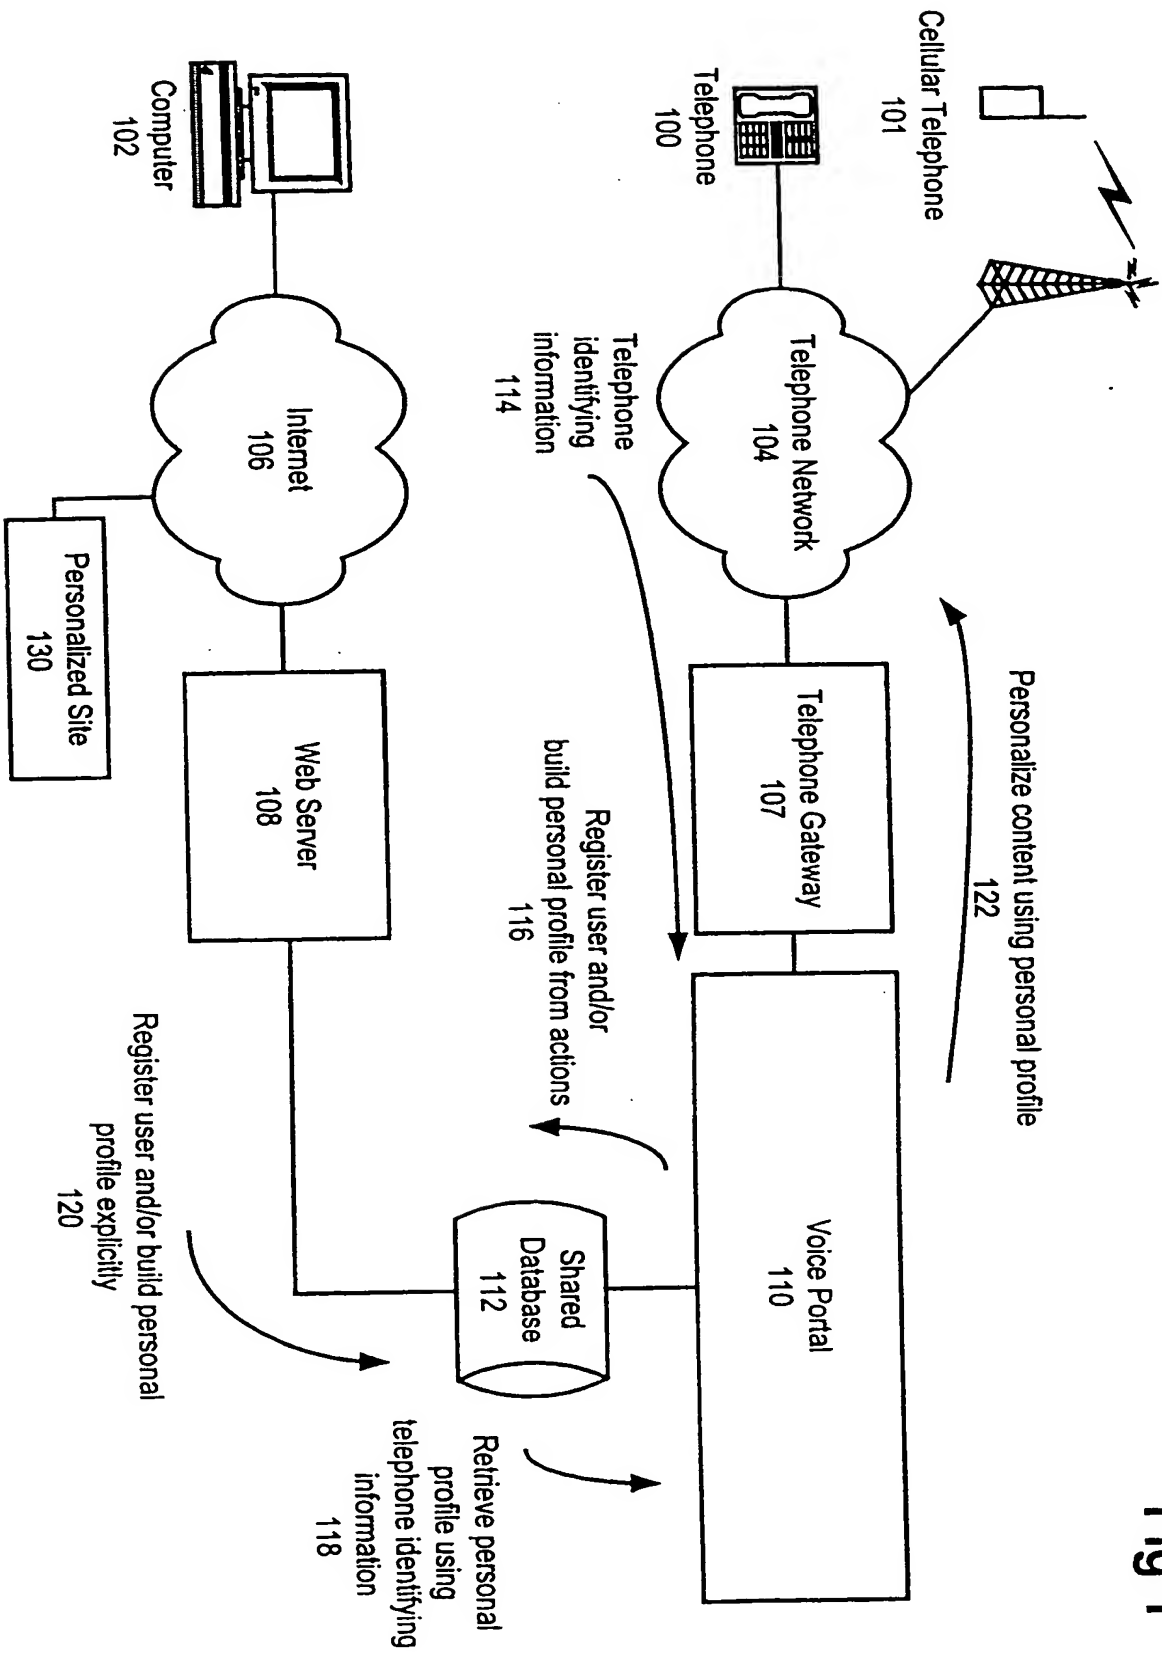 Fig 1
Cellular Telephone
101
Telephone
100
Computer
102
Telephone Network
104
Telephone
identifying
information
114
Internet
106
Personalized Site
130
Personalize content using personal profile
122
Telephone Gateway
107
Register user and/or
build personal profile from actions
116
Web Server
108
Voice Portal
110
Shared
Database
112
Register user and/or build personal
profile explicitly
120
Retrieve personal
profile using
telephone identifying
information
118